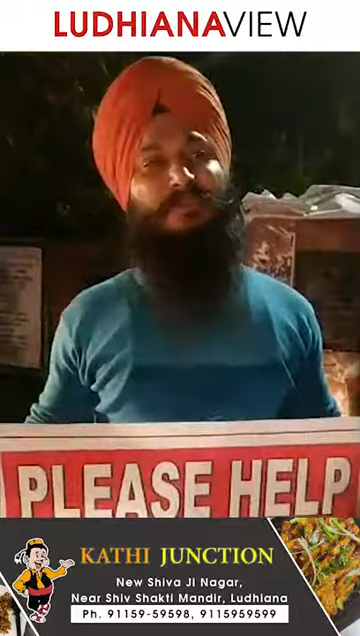 LUDHIANAVIEW
PLEASE HELP
KATHI JUNCTION
New Shiva Ji Nagar,
Near Shiv Shakti Mandir, Ludhiana
Ph. 91159-59598, 9115959599